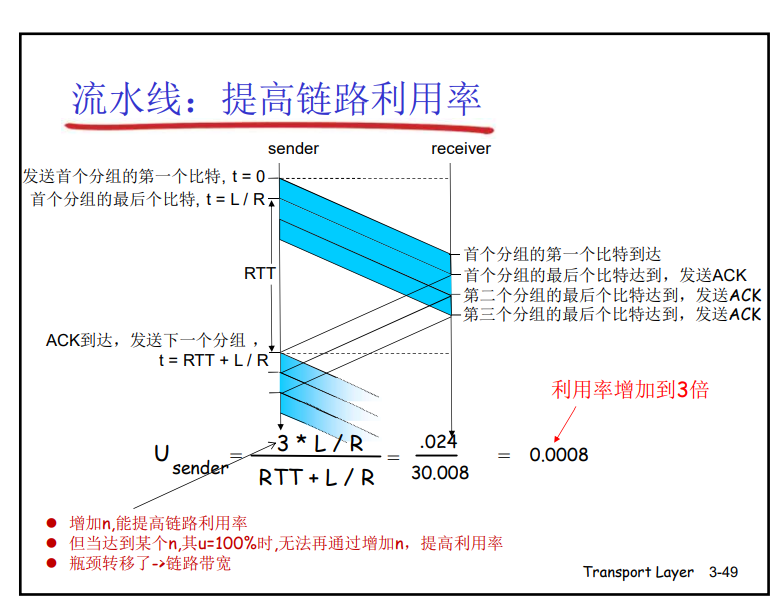 流水线：提高链路利用率
sender
receiver
发送首个分组的第一个比特, t = 0
首个分组的最后个比特, t = L / R
RTT
首个分组的第一个比特到达
首个分组的最后个比特达到，发送ACK
第二个分组的最后个比特达到，发送ACK
第三个分组的最后个比特达到，发送ACK
ACK到达，发送下一个分组 ，
t = RTT + L / R
利用率增加到3倍
U sender = 3 * L / R
RTT + L / R
= .024
30.008
= 0.0008
增加n,能提高链路利用率
但当达到某个n,其u=100%时,无法再通过增加n，提高利用率
瓶颈转移了->链路带宽
Transport Layer 3-49